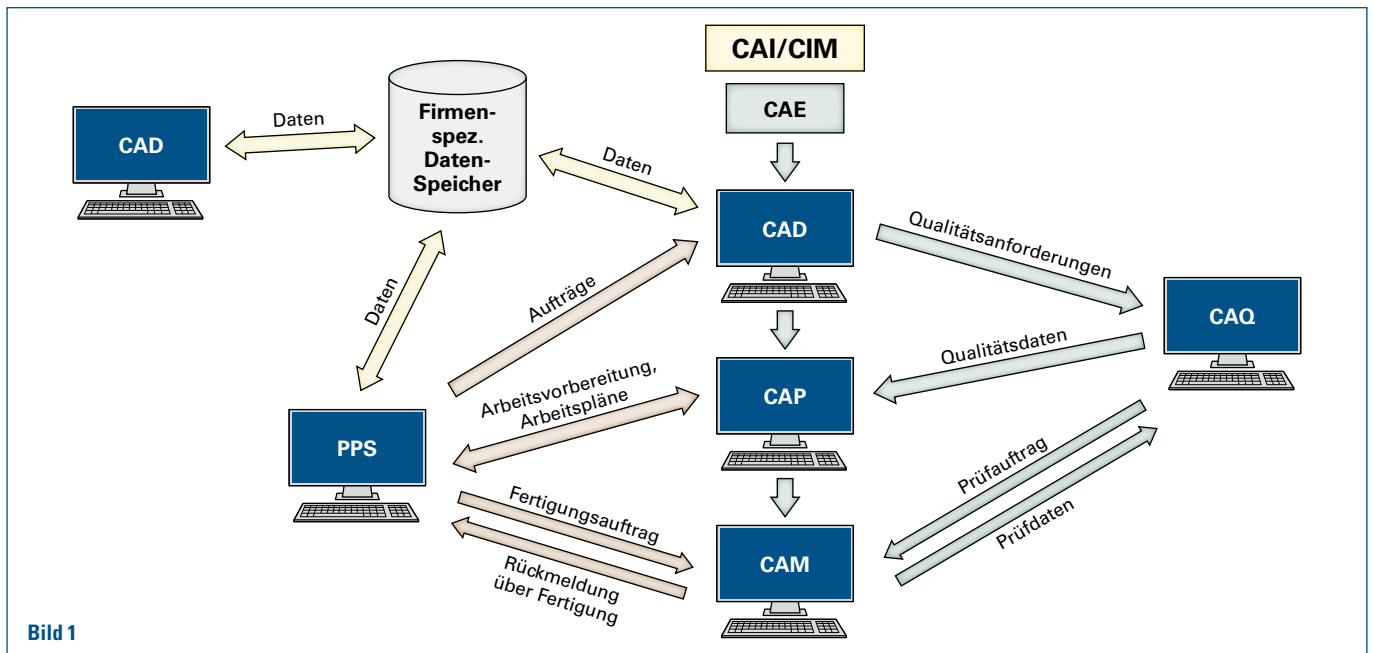 CAI/CIM
CAE
CAD
Daten
Firmen-
spez.
Daten-
Speicher
Daten
CAD
Qualitätsanforderungen
Daten
Aufträge
CAQ
Qualitätsdaten
Arbeitsvorbereitung,
Arbeitspläne
CAP
PPS
Prüfauftrag
Prüfdaten
Fertigungsauftrag
Rückmeldung
über Fertigung
CAM
Bild 1